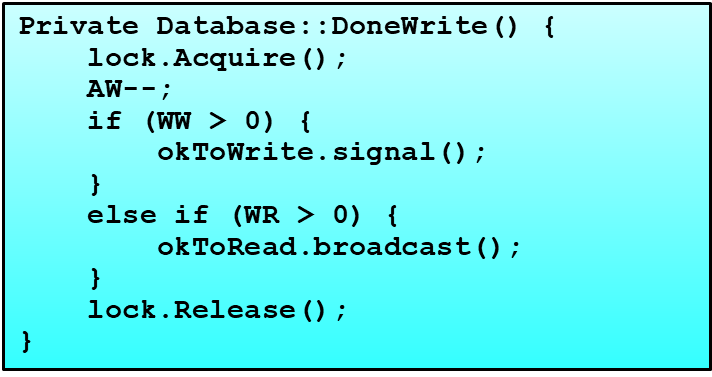 Private Database::DoneWrite() {
    lock.Acquire();
    AW--;
    if (WW > 0) {
        okToWrite.signal();
    }
    else if (WR > 0) {
        okToRead.broadcast();
    }
    lock.Release();
}